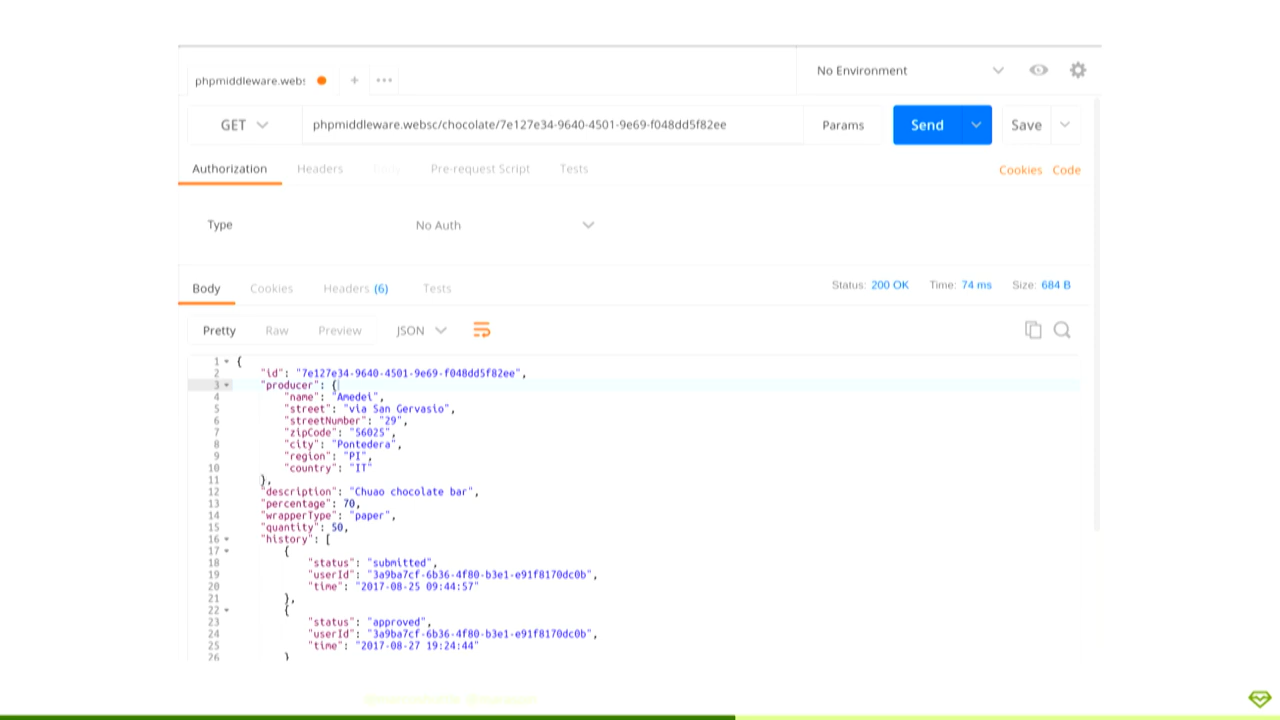 phpmiddleware.webs + ··· No Environment
GET phpmiddleware.websc/chocolate/7e127e34-9640-4501-9e69-f048dd5f82ee Params Send Save
Authorization Headers Body Pre-request Script Tests Cookies Code
Type No Auth
Body Cookies Headers (6) Tests Status: 200 OK Time: 74 ms Size: 684 B
Pretty Raw Preview JSON
1 {
2 "id": "7e127e34-9640-4501-9e69-f048dd5f82ee",
3 "producer": {
4 "name": "Amedei",
5 "street": "via San Gervasio",
6 "streetNumber": "29",
7 "zipCode": "56025",
8 "city": "Pontedera",
9 "region": "PI",
10 "country": "IT"
11 },
12 "description": "Chuao chocolate bar",
13 "percentage": 70,
14 "wrapperType": "paper",
15 "quantity": 50,
16 "history": [
17 {
18 "status": "submitted",
19 "userId": "3a9ba7cf-6b36-4f80-b3e1-e91f8170dc0b",
20 "time": "2017-08-25 09:44:57"
21 },
22 {
23 "status": "approved",
24 "userId": "3a9ba7cf-6b36-4f80-b3e1-e91f8170dc0b",
25 "time": "2017-08-27 19:24:44"
26 }